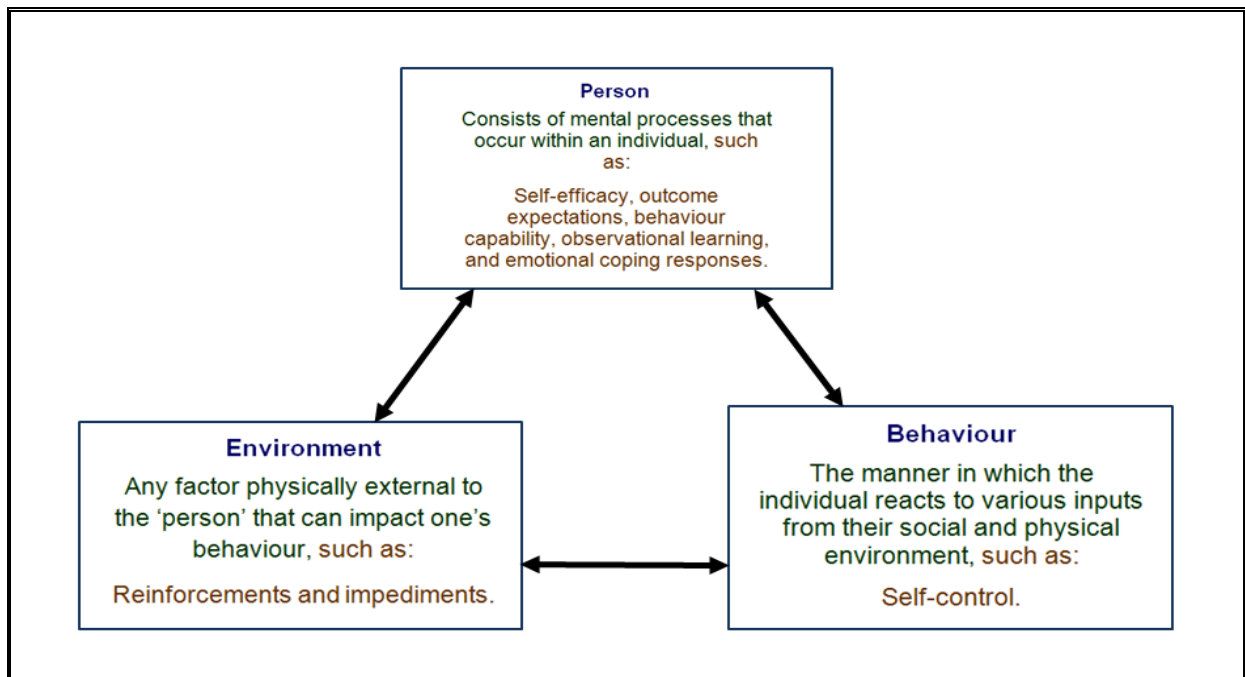 Person
Consists of mental processes that
occur within an individual, such
as:
Self-efficacy, outcome
expectations, behaviour
capability, observational learning,
and emotional coping responses.
Environment
Any factor physically external to
the ‘person’ that can impact one’s
behaviour, such as:
Reinforcements and impediments.
Behaviour
The manner in which the
individual reacts to various inputs
from their social and physical
environment, such as:
Self-control.